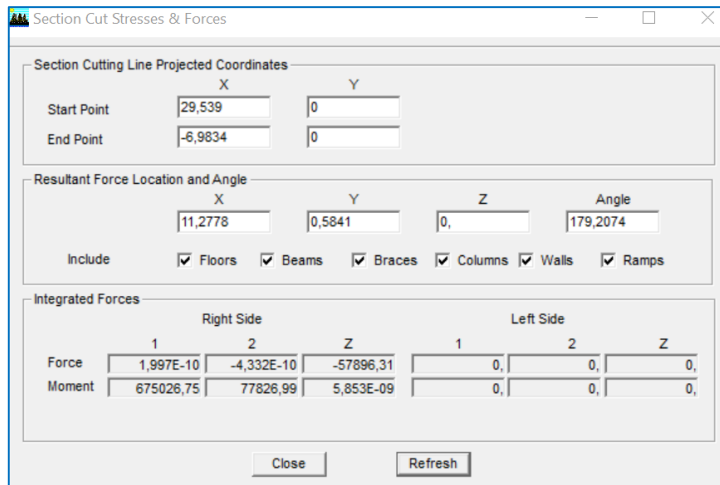 Section Cut Stresses & Forces
Section Cutting Line Projected Coordinates
X Y
Start Point 29,539 0
End Point -6,9834 0
Resultant Force Location and Angle
X Y Z Angle
11,2778 0,5841 0, 179,2074
Include Floors Beams Braces Columns Walls Ramps
Integrated Forces
Right Side Left Side
1 2 Z 1 2 Z
Force 1,997E-10 -4,332E-10 -57896,31 0, 0, 0,
Moment 675026,75 77826,99 5,853E-09 0, 0, 0,
Close Refresh